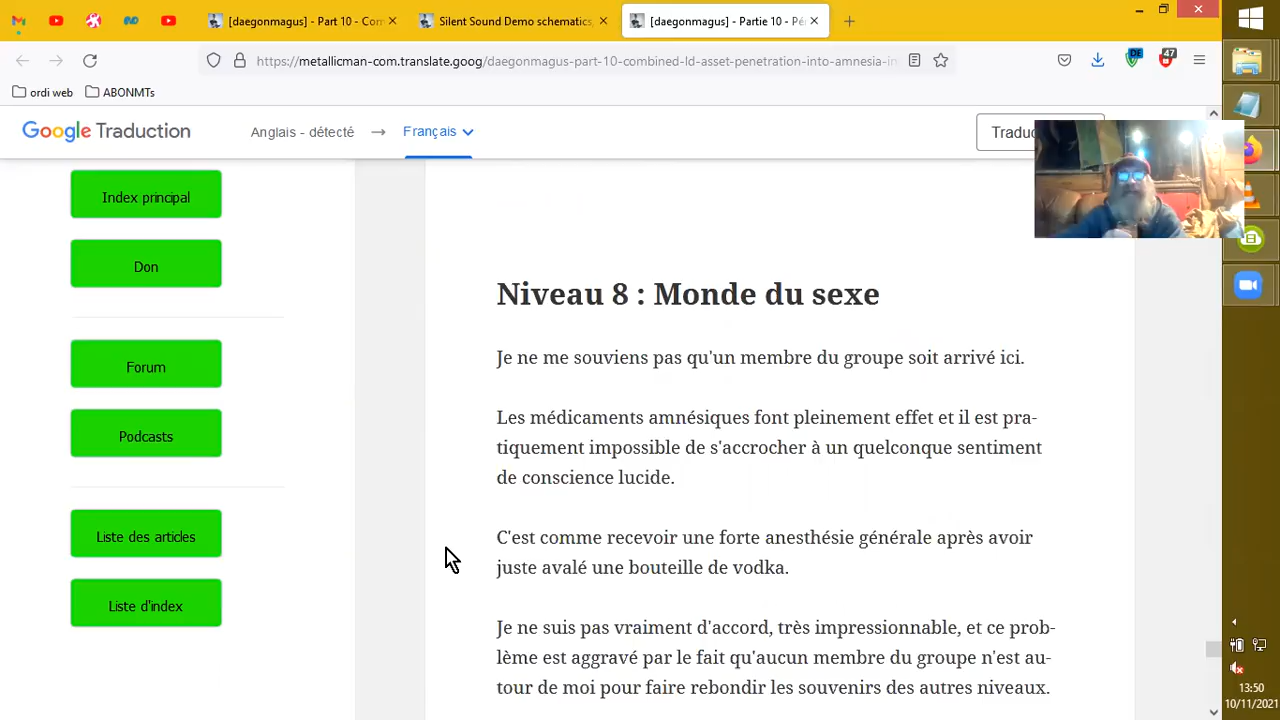 [daegonmagus] - Part 10 - Con
Silent Sound Demo schematics,
[daegonmagus] - Partie 10 - Pé
https://metallicman-com.translate.goog/daegonmagus-part-10-combined-ld-asset-penetration-into-amnesia-in
DE
47
ordi web
ABONMTs
Google Traduction
Anglais - détecté
Français
Traduc
Index principal
Don
Forum
Podcasts
Liste des articles
Liste d'index
Niveau 8 : Monde du sexe
Je ne me souviens pas qu'un membre du groupe soit arrivé ici.
Les médicaments amnésiques font pleinement effet et il est pra-
tiquement impossible de s'accrocher à un quelconque sentiment
de conscience lucide.
C'est comme recevoir une forte anesthésie générale après avoir
juste avalé une bouteille de vodka.
Je ne suis pas vraiment d'accord, très impressionnable, et ce prob-
lème est aggravé par le fait qu'aucun membre du groupe n'est au-
tour de moi pour faire rebondir les souvenirs des autres niveaux.
13:50
10/11/2021